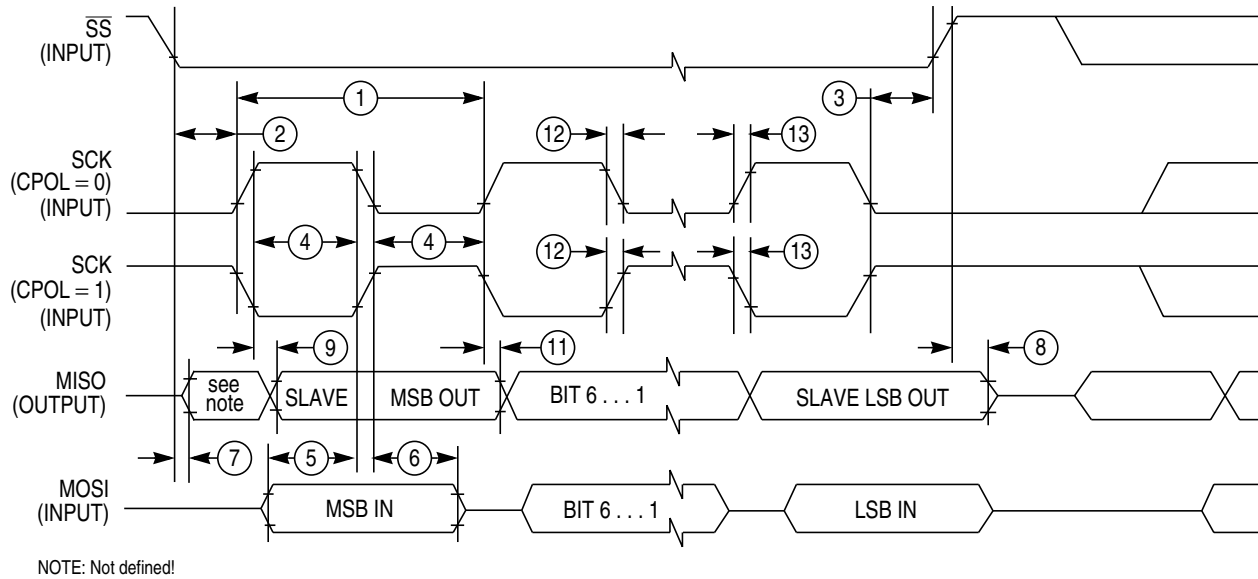 SS
(INPUT)
1
3
2
12
13
SCK
(CPOL = 0)
(INPUT)
4
4
12
13
SCK
(CPOL = 1)
(INPUT)
9
11
8
MISO
(OUTPUT)
see
note
SLAVE
MSB OUT
BIT 6 . . . 1
SLAVE LSB OUT
7
5
6
MOSI
(INPUT)
MSB IN
BIT 6 . . . 1
LSB IN
NOTE: Not defined!